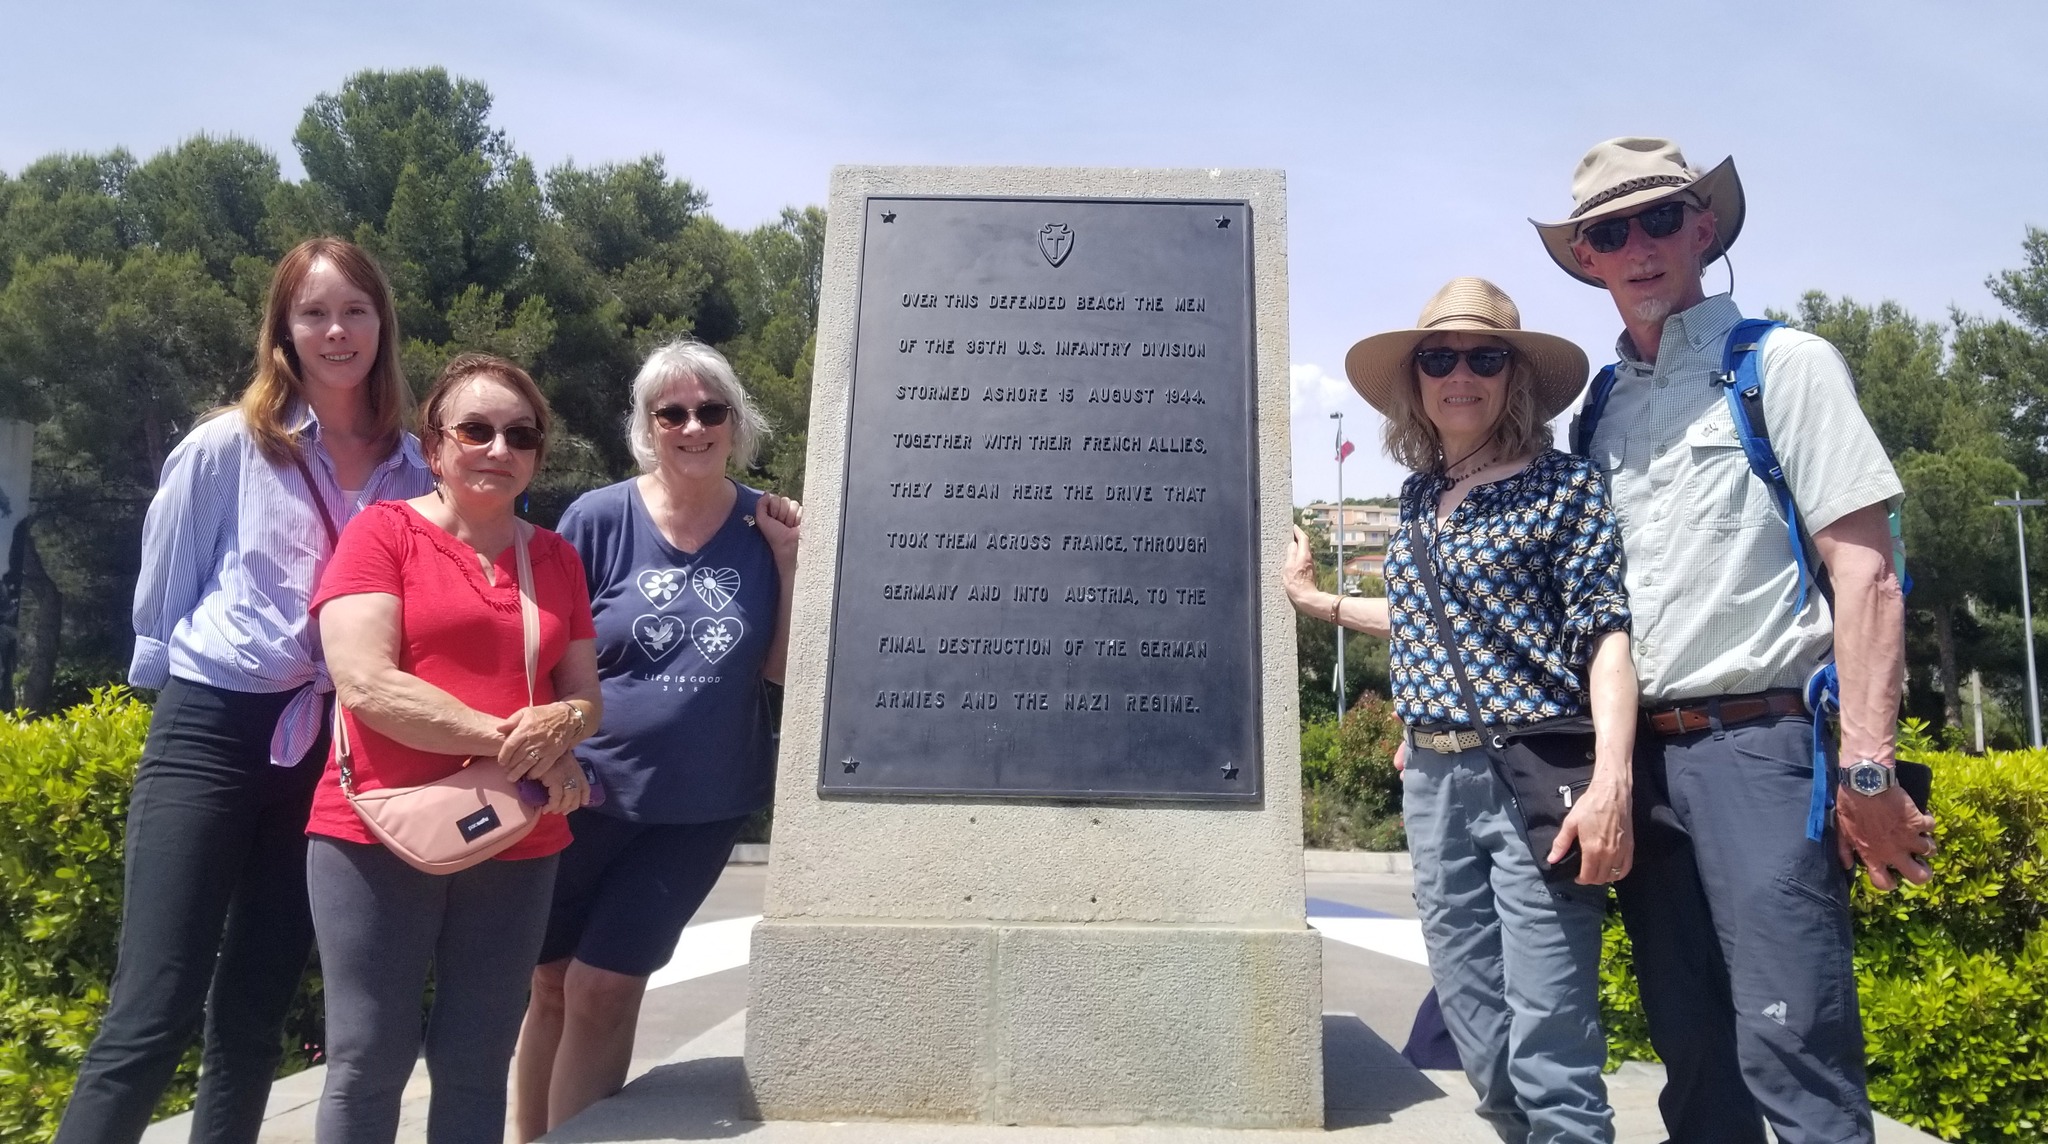 T
OVER THIS DEFENDED BEACH THE MEN
OF THE 36TH U.S. INFANTRY DIVISION
STORMED ASHORE 15 AUGUST 1944.
TOGETHER WITH THEIR FRENCH ALLIES,
THEY BEGAN HERE THE DRIVE THAT
TOOK THEM ACROSS FRANCE, THROUGH
GERMANY AND INTO AUSTRIA, TO THE
FINAL DESTRUCTION OF THE GERMAN
ARMIES AND THE NAZI REGIME.
LIFE IS GOOD
365